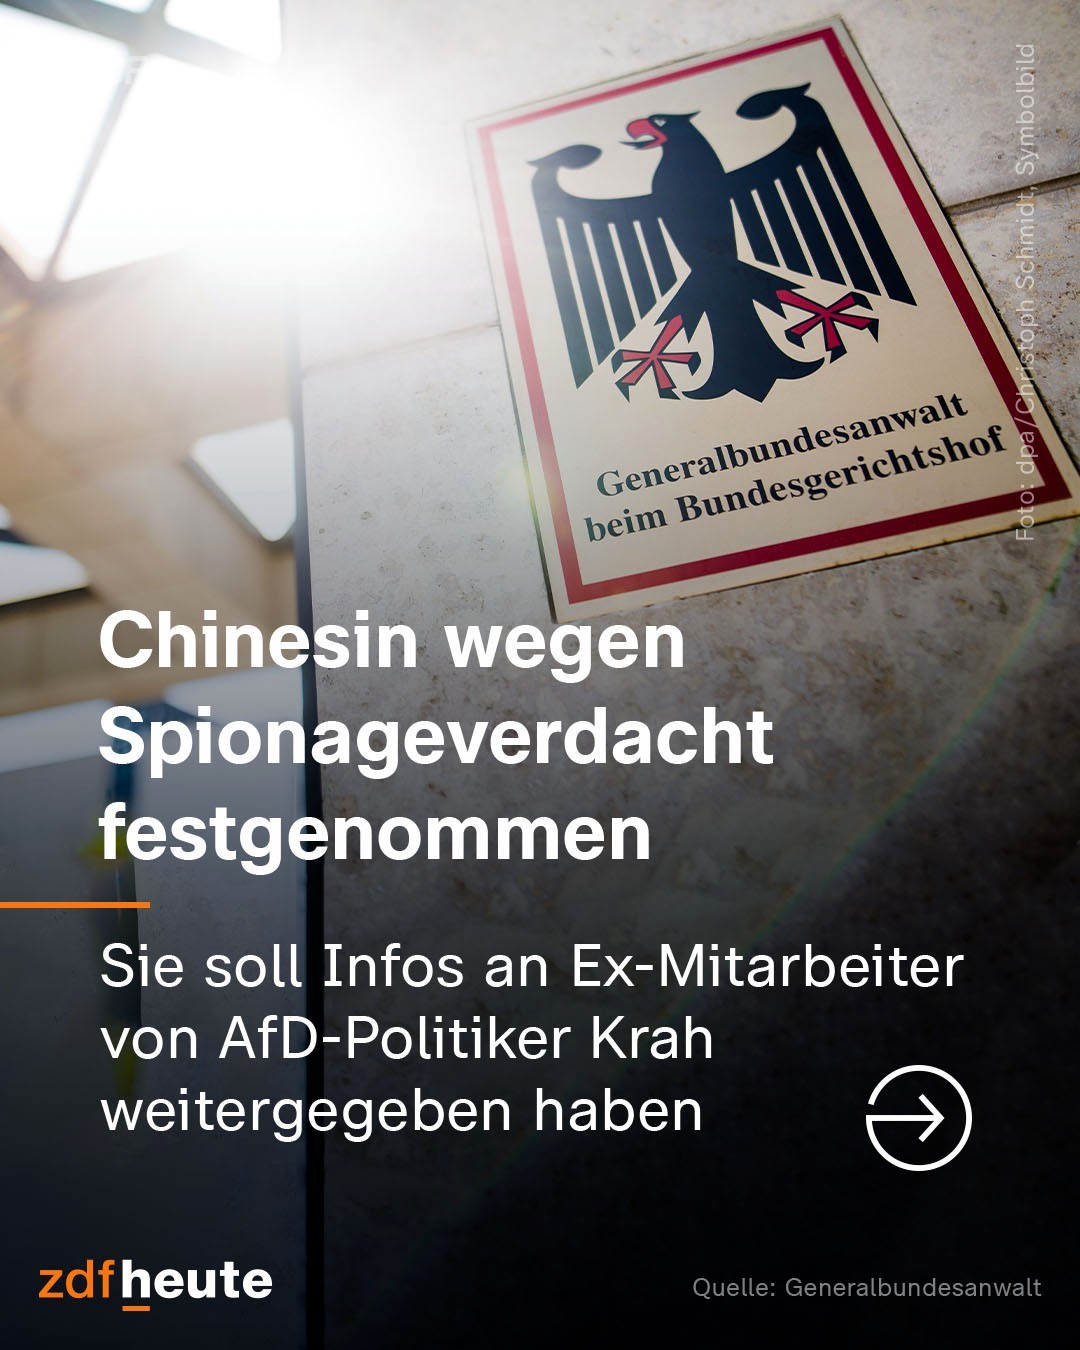 Generalbundesanwalt
beim Bundesgerichtshof
Foto: dpa/Christoph Schmidt, Symbolbild
Chinesin wegen
Spionageverdacht
festgenommen
Sie soll Infos an Ex-Mitarbeiter
von AfD-Politiker Krah
weitergegeben haben
zdfheute
Quelle: Generalbundesanwalt